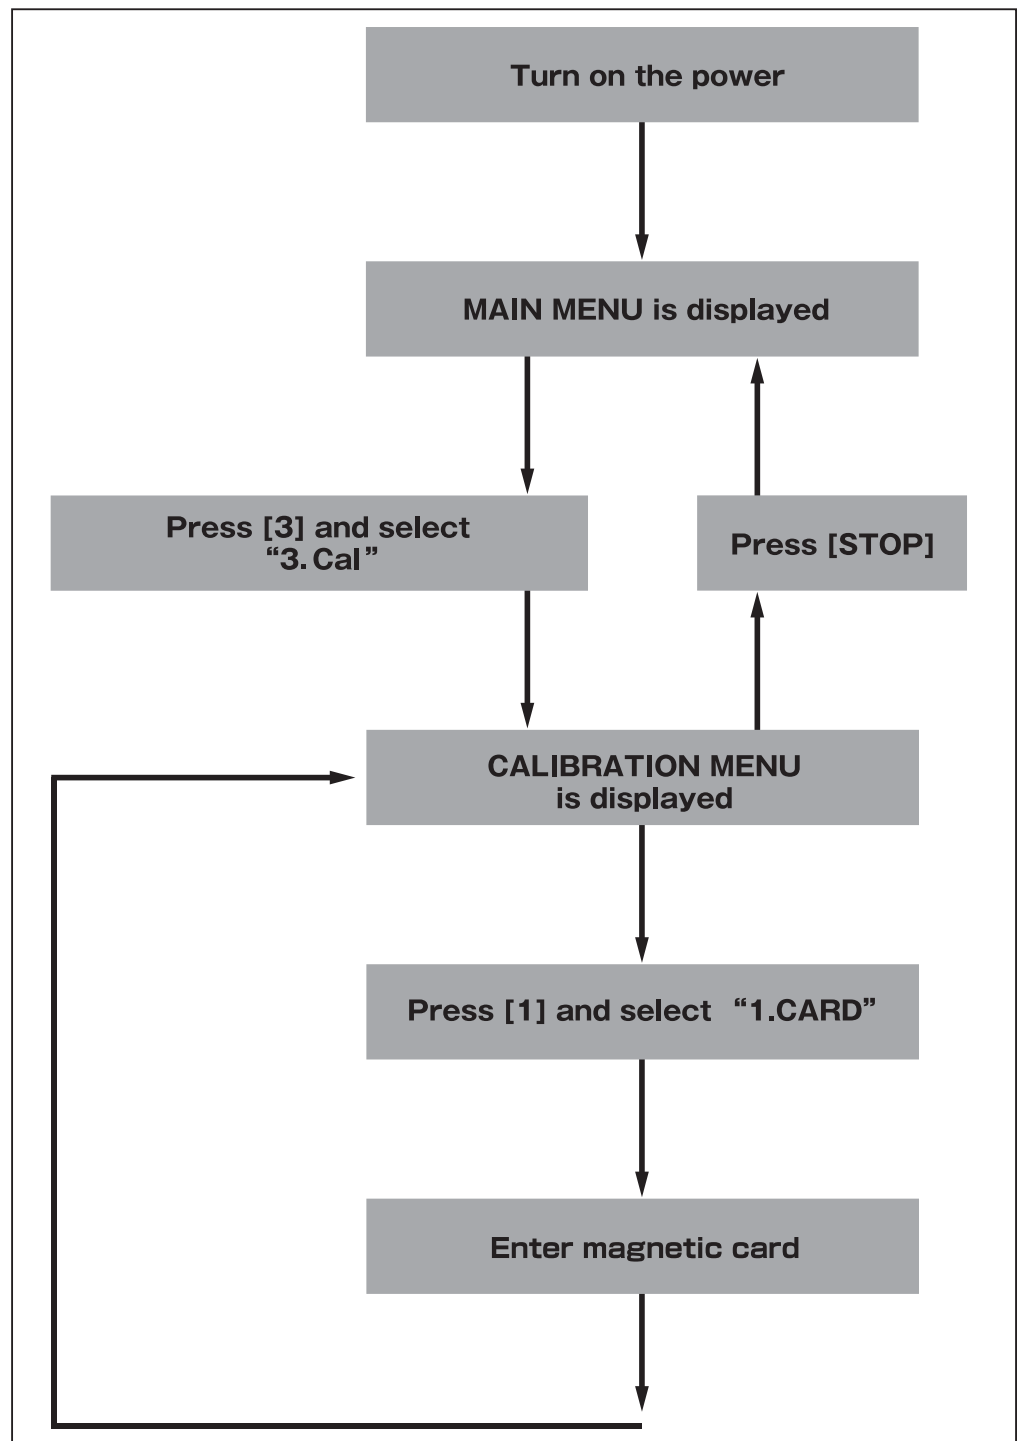 Turn on the power
MAIN MENU is displayed
Press [3] and select
“3. Cal”
Press [STOP]
CALIBRATION MENU
is displayed
Press [1] and select “1.CARD”
Enter magnetic card